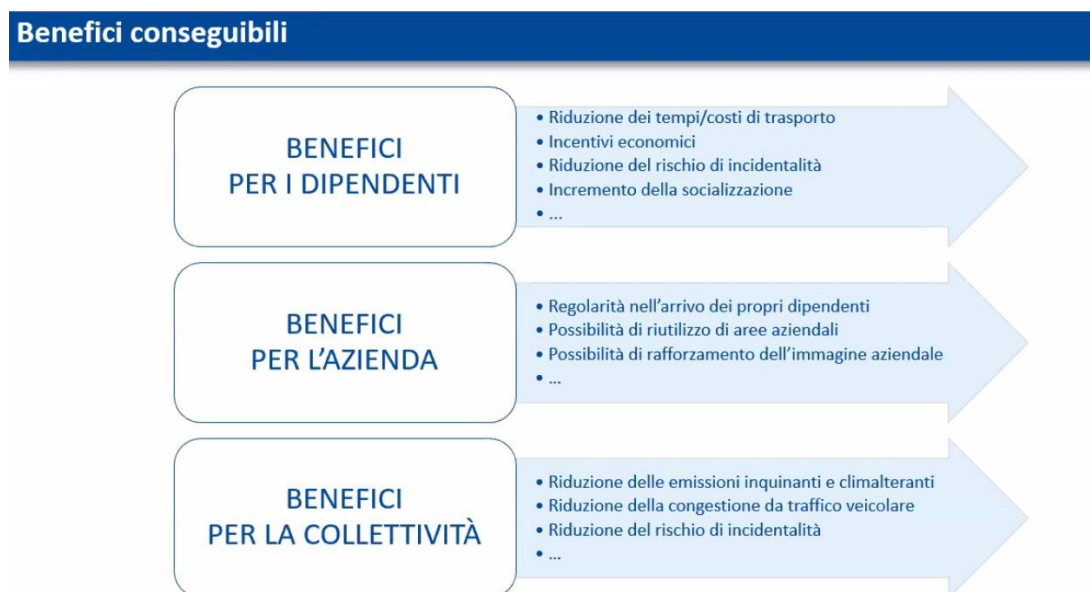 Benefici conseguibili
BENEFICI
PER I DIPENDENTI
• Riduzione dei tempi/costi di trasporto
• Incentivi economici
• Riduzione del rischio di incidentalità
• Incremento della socializzazione
• ...
BENEFICI
PER L'AZIENDA
• Regolarità nell'arrivo dei propri dipendenti
• Possibilità di riutilizzo di aree aziendali
• Possibilità di rafforzamento dell'immagine aziendale
• ...
BENEFICI
PER LA COLLETTIVITÀ
• Riduzione delle emissioni inquinanti e climalteranti
• Riduzione della congestione da traffico veicolare
• Riduzione del rischio di incidentalità
• ...